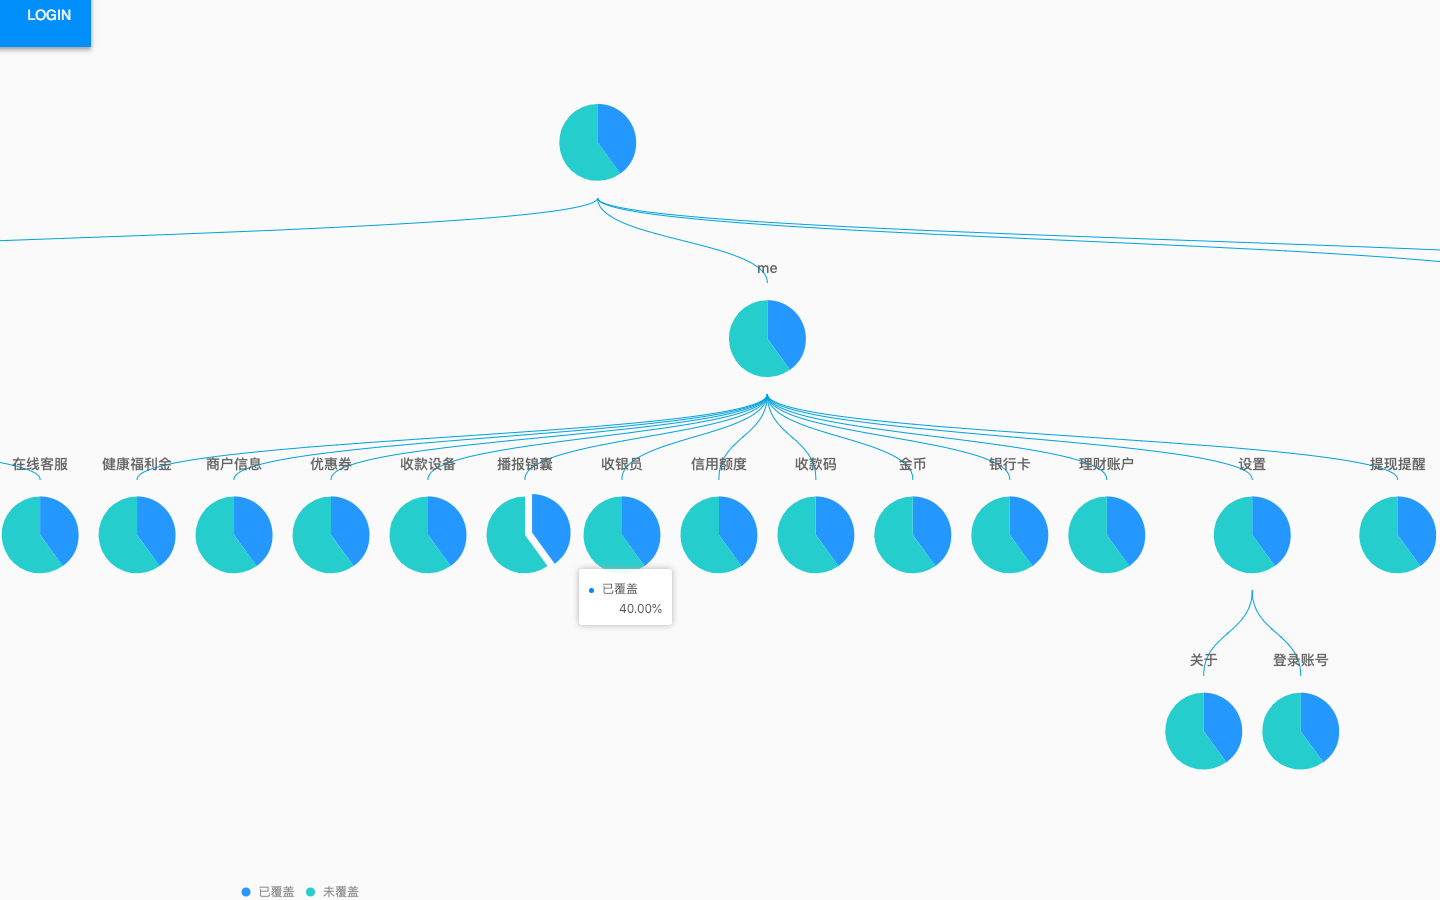 LOGIN
me
在线客服
健康福利金
商户信息
优惠券
收款设备
播报锦囊
收银员
信用额度
收款码
金币
银行卡
理财账户
设置
提现提醒
已覆盖
40.00%
关于
登录账号
已覆盖
未覆盖